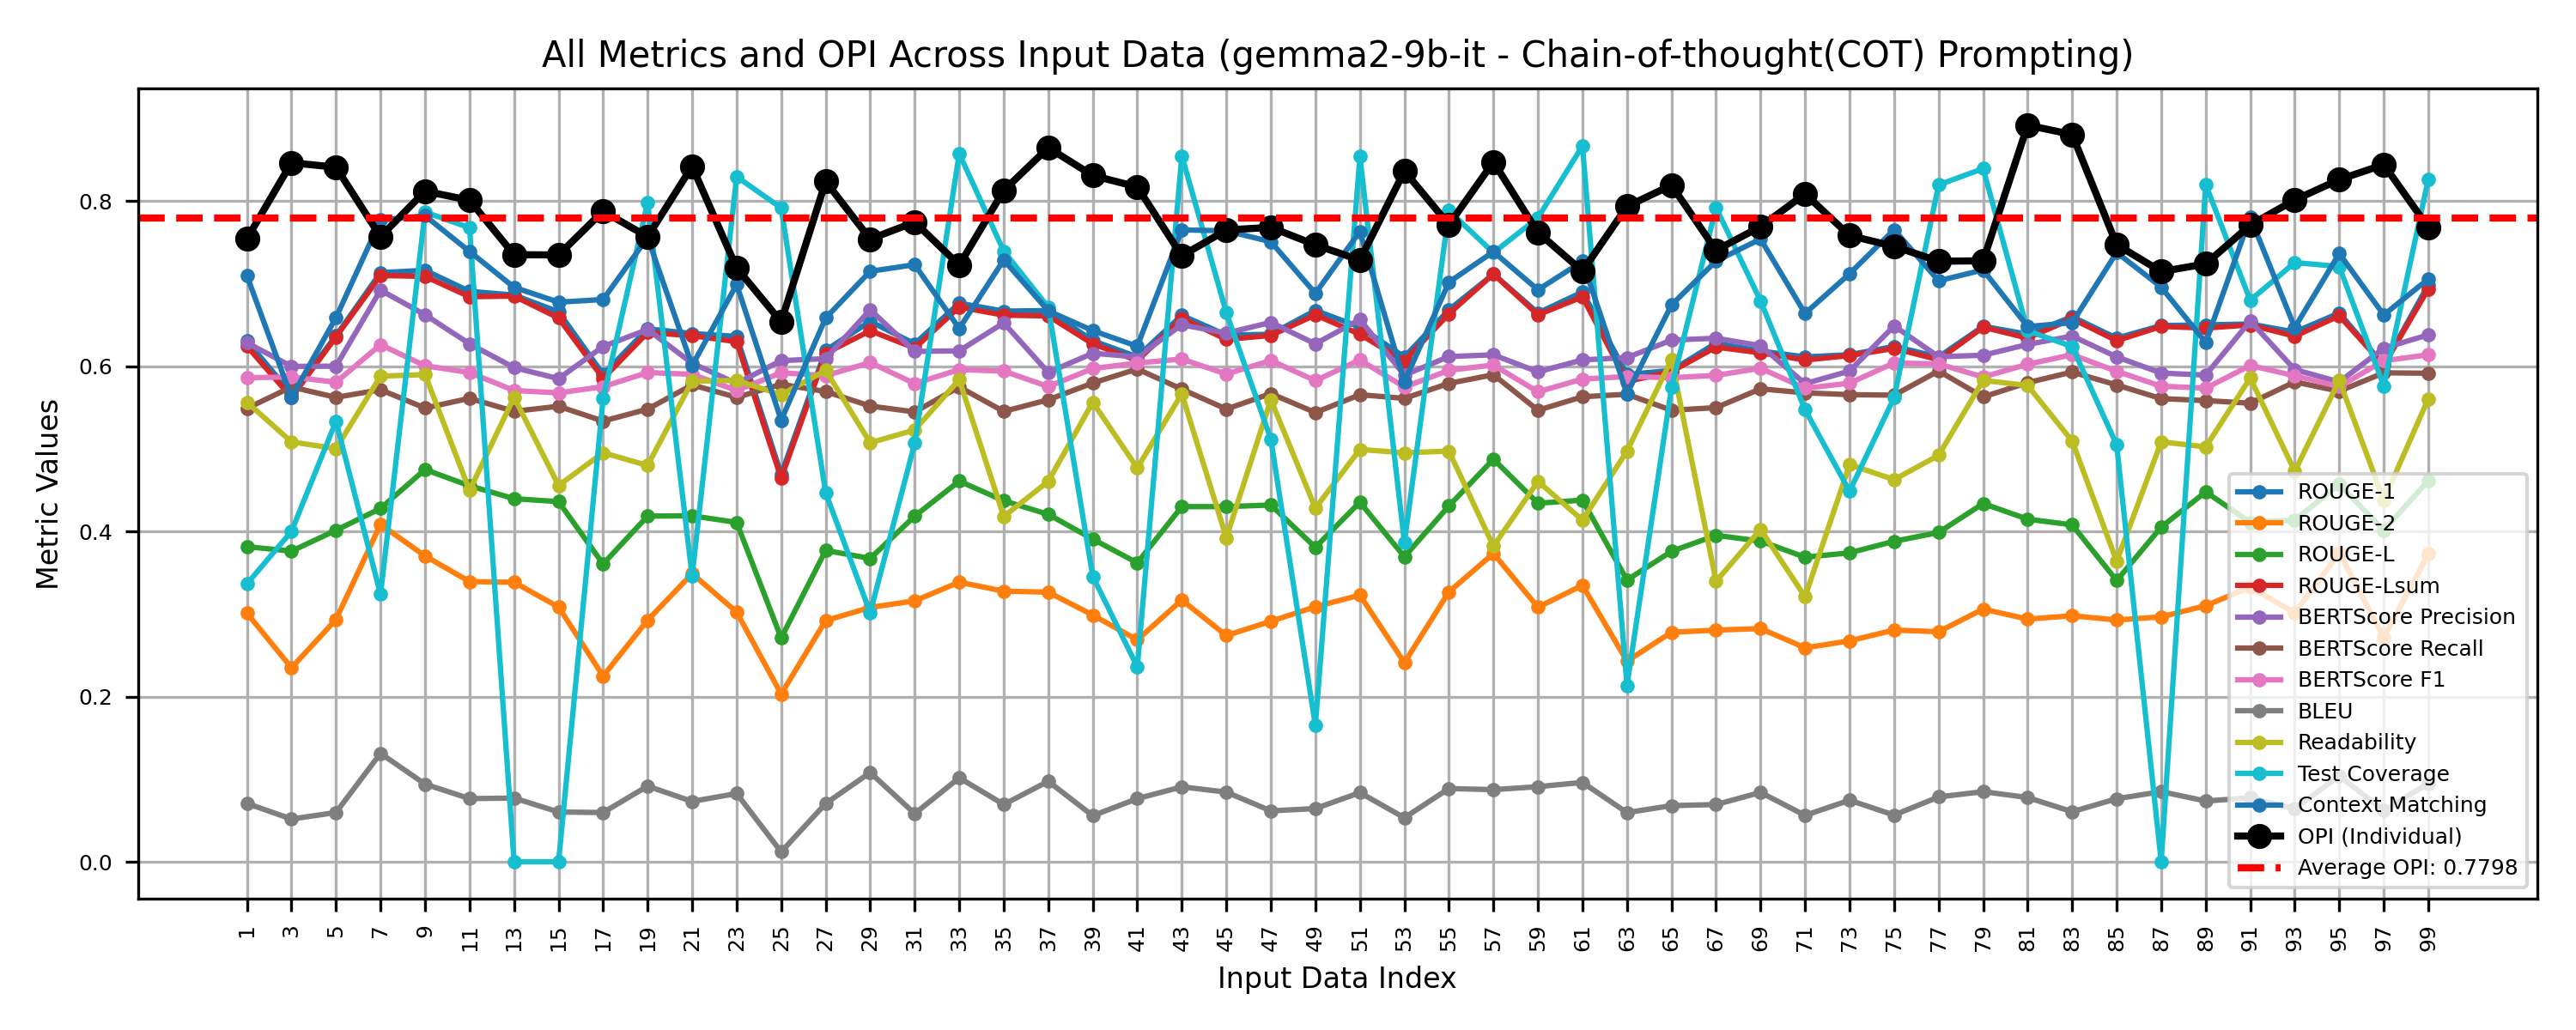 All Metrics and OPI Across Input Data (gemma2-9b-it - Chain-of-thought(COT) Prompting)
Metric Values
0.8
0.6
0.4
0.2
0.0
ROUGE-1
ROUGE-2
ROUGE-L
ROUGE-Lsum
BERTScore Precision
BERTScore Recall
BERTScore F1
BLEU
Readability
Test Coverage
Context Matching
OPI (Individual)
Average OPI: 0.7798
1 3 5 7 9 11 13 15 17 19 21 23 25 27 29 31 33 35 37 39 41 43 45 47 49 51 53 55 57 59 61 63 65 67 69 71 73 75 77 79 81 83 85 87 89 91 93 95 97 99
Input Data Index